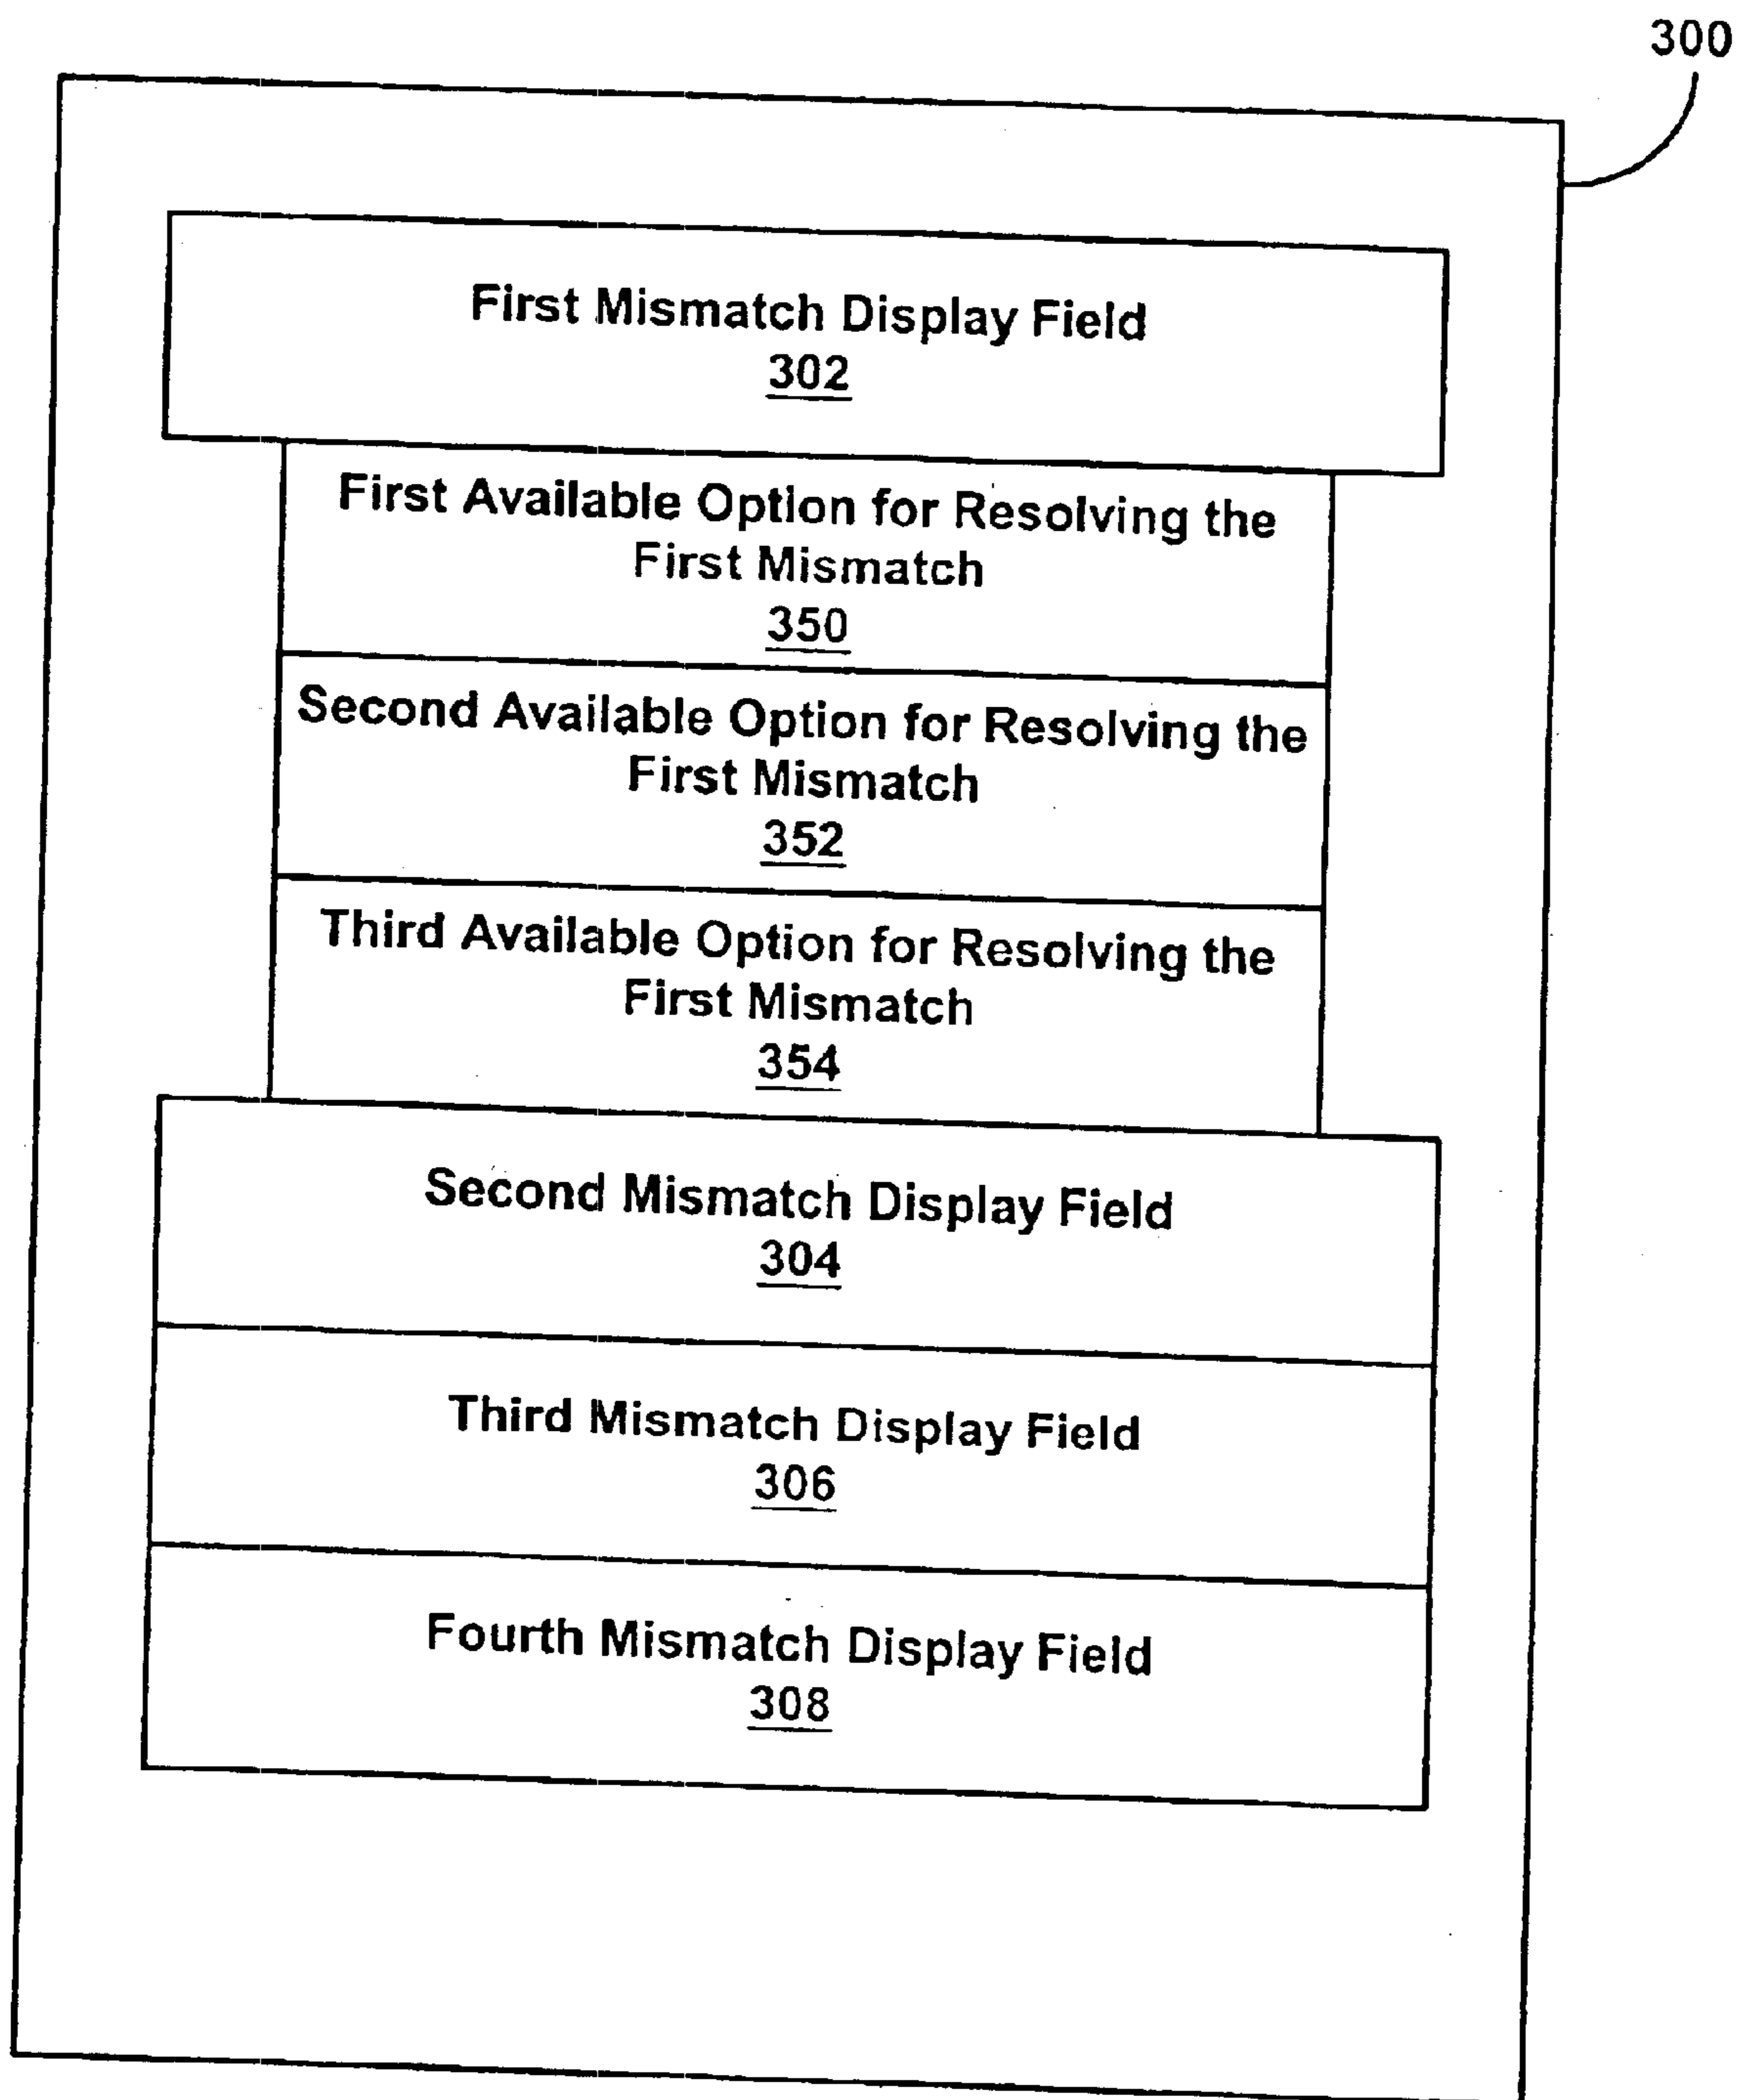 300
First Mismatch Display Field
302
First Available Option for Resolving the
First Mismatch
350
Second Available Option for Resolving the
First Mismatch
352
Third Available Option for Resolving the
First Mismatch
354
Second Mismatch Display Field
304
Third Mismatch Display Field
306
Fourth Mismatch Display Field
308